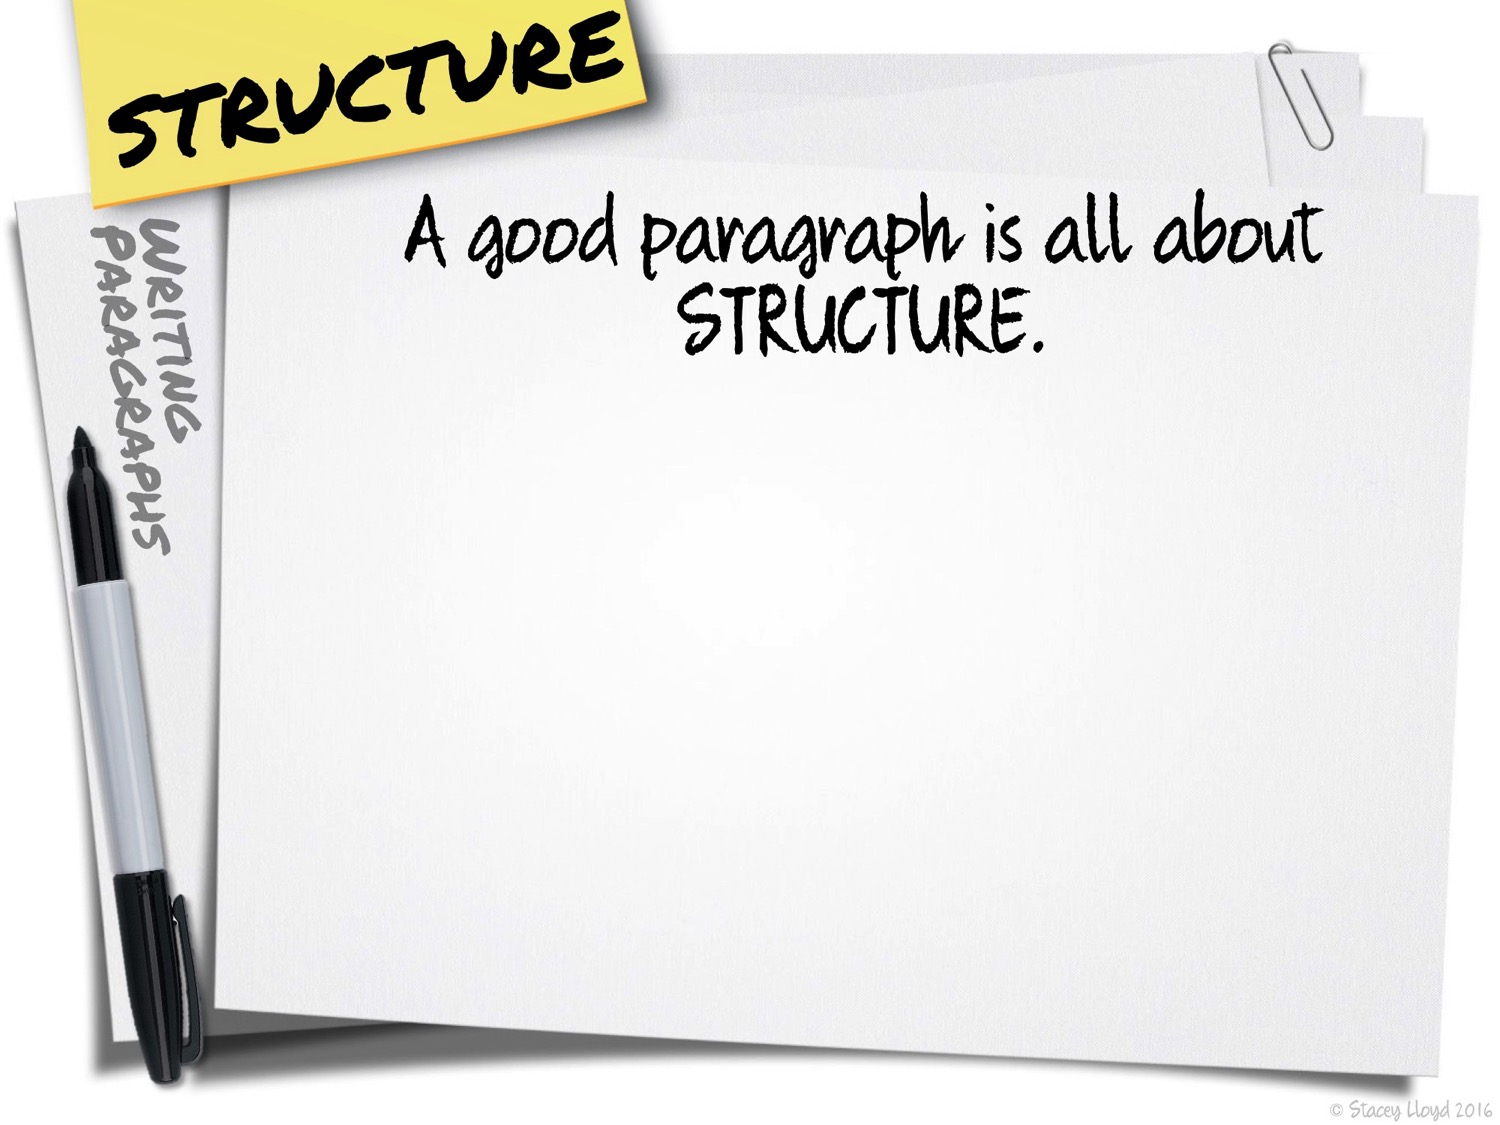 STRUCTURE
WRITING
PARAGRAPHS
A good paragraph is all about
STRUCTURE.
© Stacey Lloyd 2016